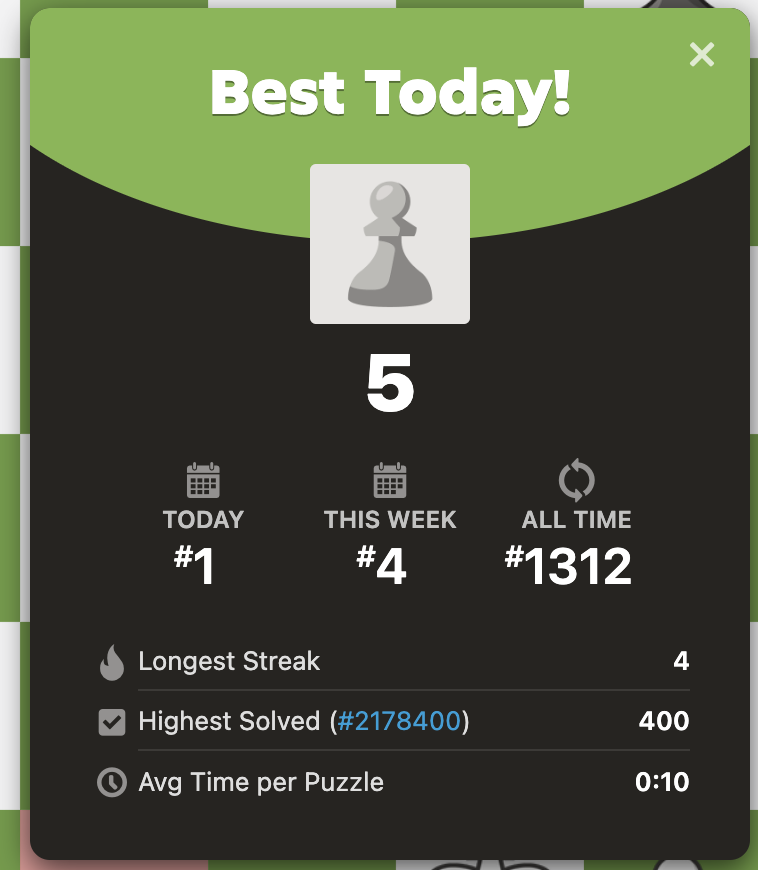 Best Today!
5
TODAY THIS WEEK ALL TIME
#1 #4 #1312
Longest Streak 4
Highest Solved (#2178400) 400
Avg Time per Puzzle 0:10